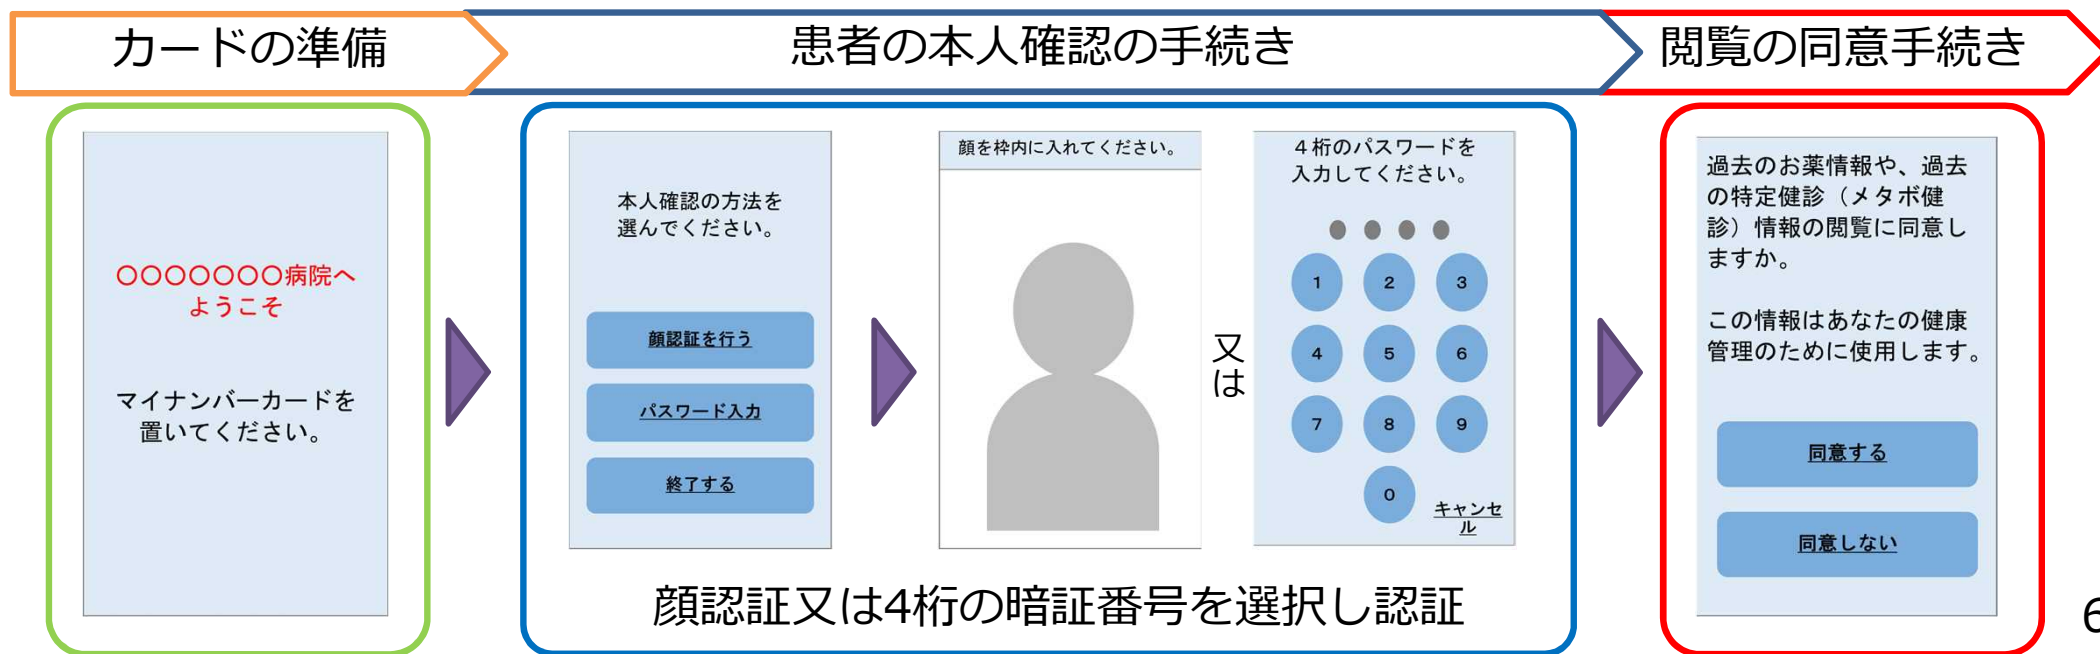 カードの準備
患者の本人確認の手続き
閲覧の同意手続き
〇〇〇〇〇〇〇病院へ
ようこそ
マイナンバーカードを
置いてください。
本人確認の方法を
選んでください。
顔認証を行う
パスワード入力
終了する
顔を枠内に入れてください。
又は
４桁のパスワードを
入力してください。
1 2 3
4 5 6
7 8 9
0
キャンセ
ル
顔認証又は4桁の暗証番号を選択し認証
過去のお薬情報や、過去
の特定健診（メタボ健
診）情報の閲覧に同意し
ますか。
この情報はあなたの健康
管理のために使用します。
同意する
同意しない
6